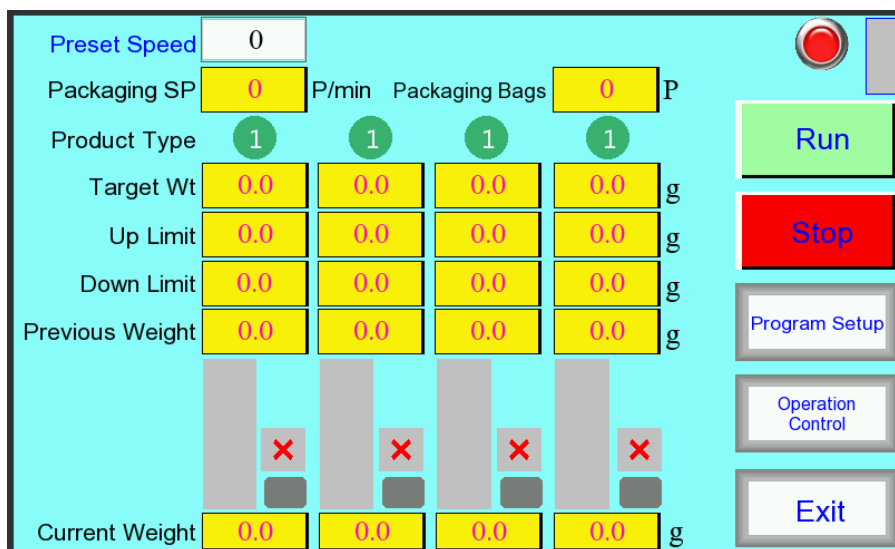 Preset Speed 0
Packaging SP 0 P/min Packaging Bags 0 P
Product Type 1 1 1 1
Run
Target Wt 0.0 0.0 0.0 0.0 g
Up Limit 0.0 0.0 0.0 0.0 g
Stop
Down Limit 0.0 0.0 0.0 0.0 g
Previous Weight 0.0 0.0 0.0 0.0 g
Program Setup
Operation
Control
Exit
Current Weight 0.0 0.0 0.0 0.0 g